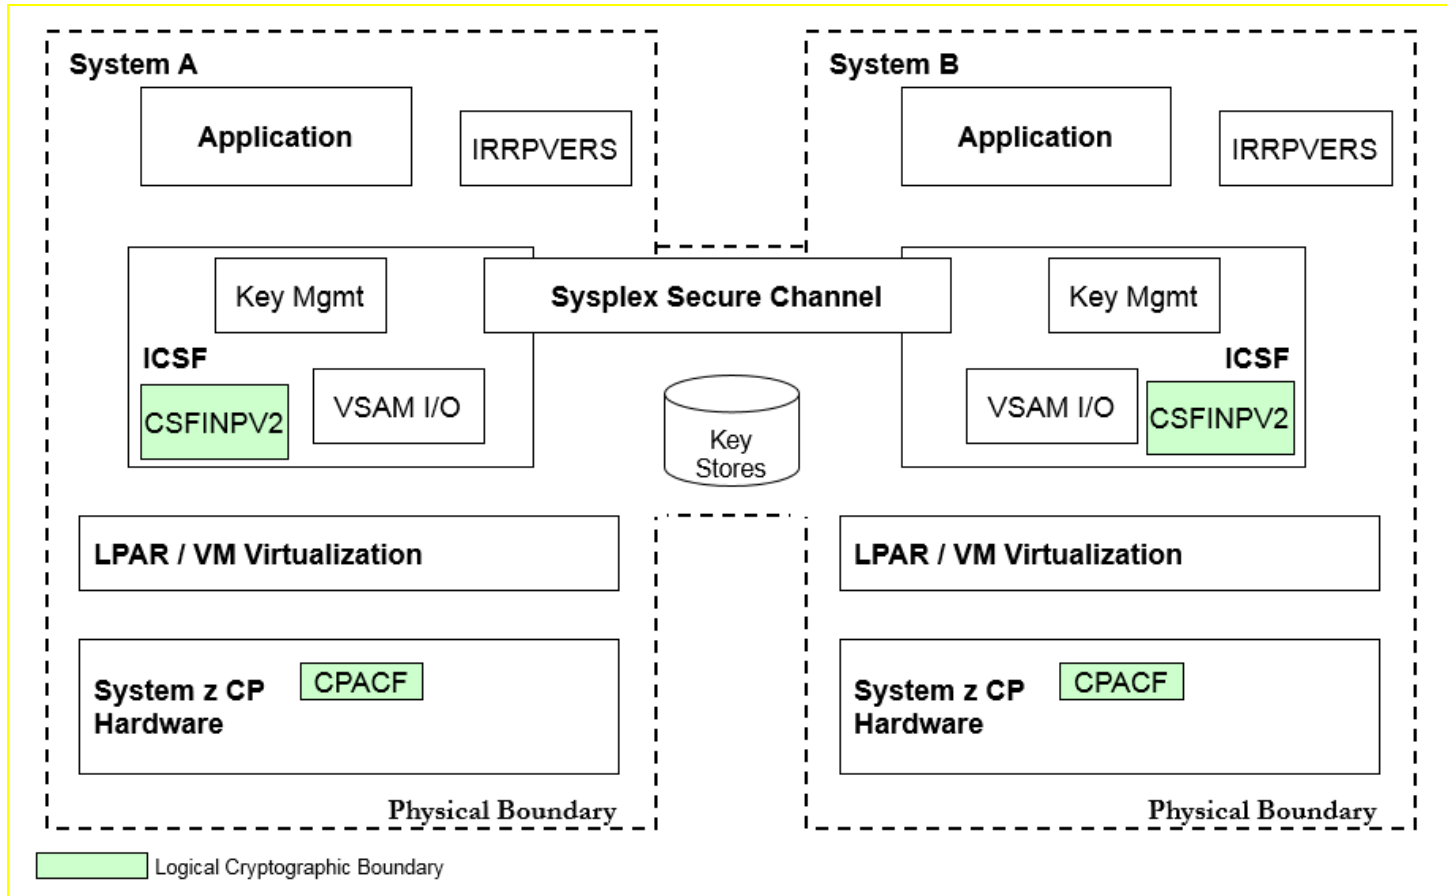 System A
Application
IRRPVERS
Key Mgmt
ICSF
CSFINPV2
VSAM I/O
LPAR / VM Virtualization
System z CP
Hardware
CPACF
Physical Boundary
Sysplex Secure Channel
Key
Stores
System B
Application
IRRPVERS
Key Mgmt
ICSF
VSAM I/O
CSFINPV2
LPAR / VM Virtualization
System z CP
Hardware
CPACF
Physical Boundary
Logical Cryptographic Boundary